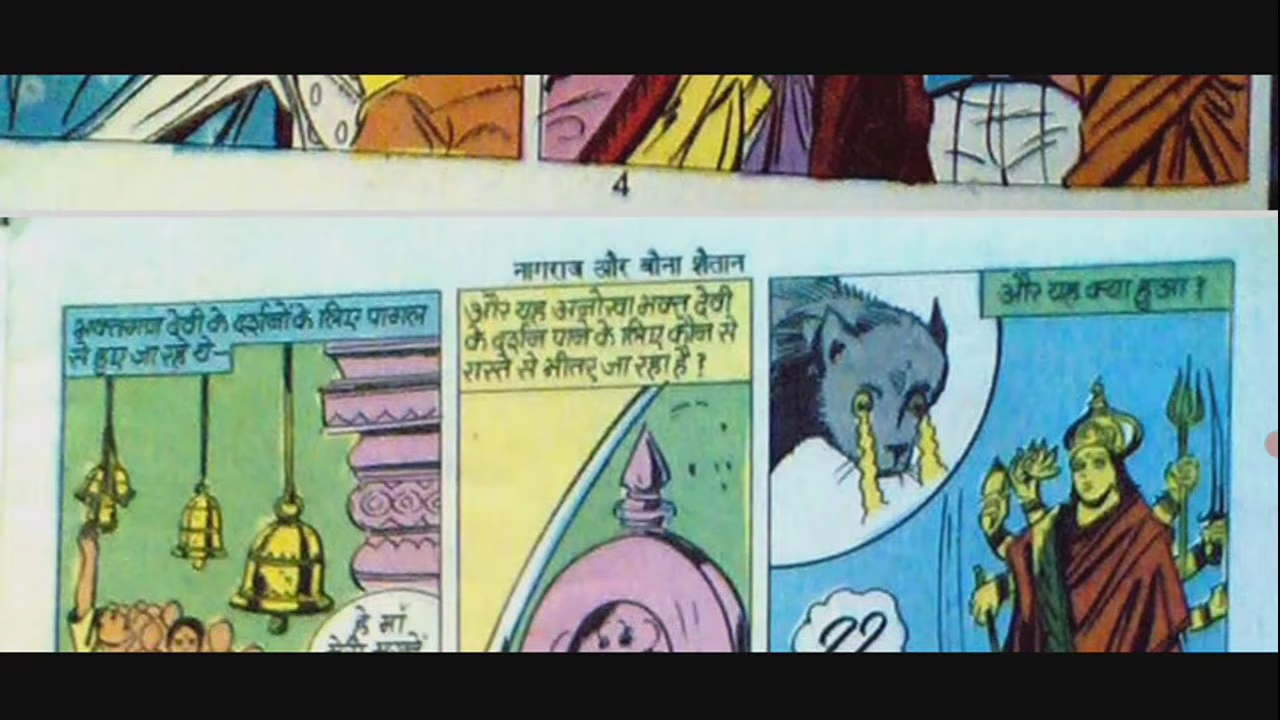 4
नागराज और बौना शैतान
भक्तगण देवी के दर्शनों के लिए पागल
से हुए जा रहे थे—
और यह अनोखा भक्त देवी
के दर्शन पाने के लिए कौन से
रास्ते से भीतर जा रहा है?
और यह क्या हुआ?
हे माँ
??